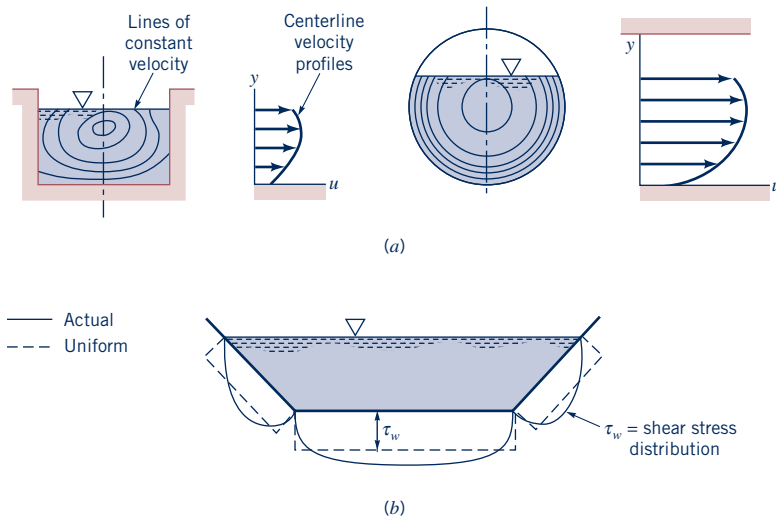 Lines of
constant
velocity
Centerline
velocity
profiles
y
u
y
u
(a)
Actual
Uniform
τw
τw = shear stress
distribution
(b)